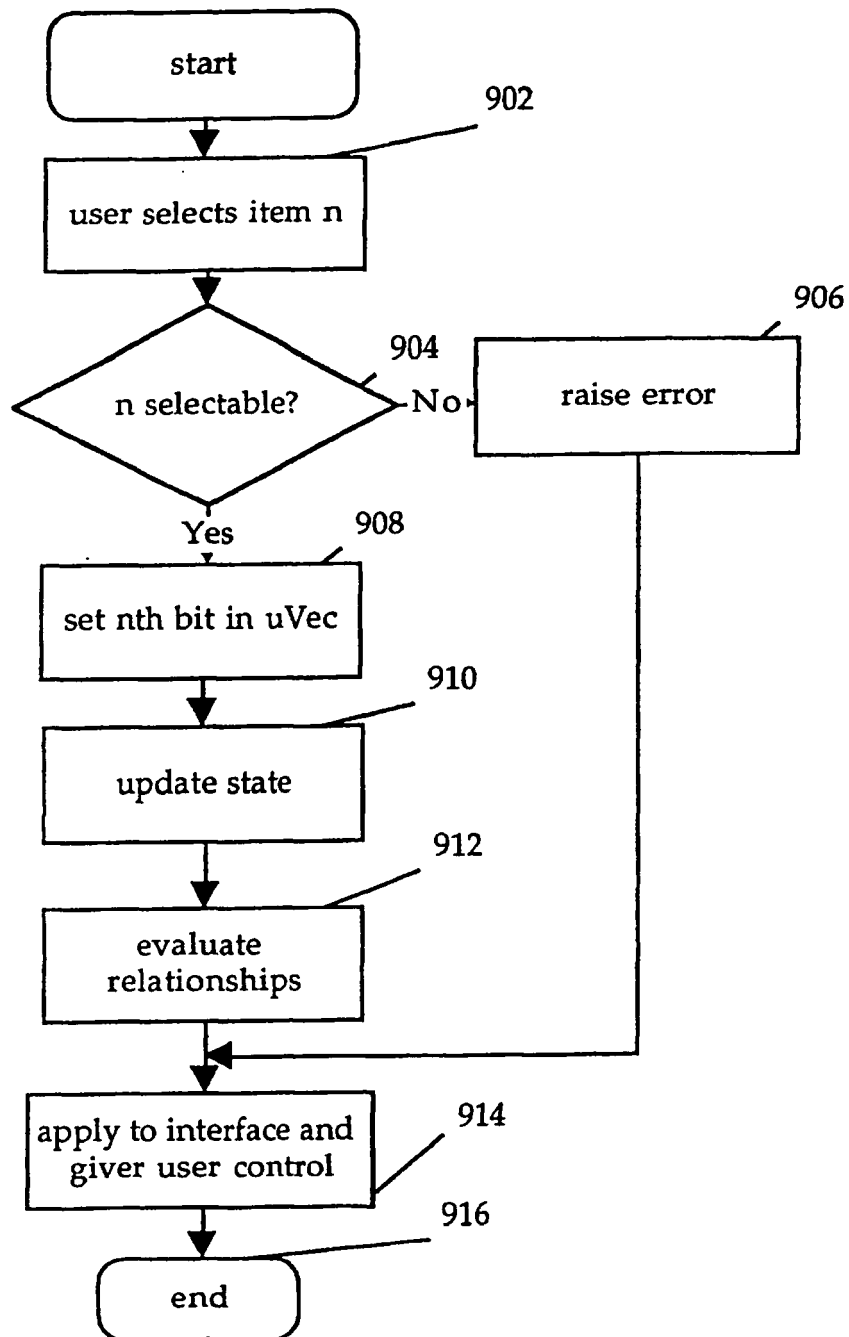 start
902
user selects item n
906
904
n selectable?
No
raise error
Yes
908
set nth bit in uVec
910
update state
912
evaluate
relationships
914
apply to interface and
giver user control
916
end